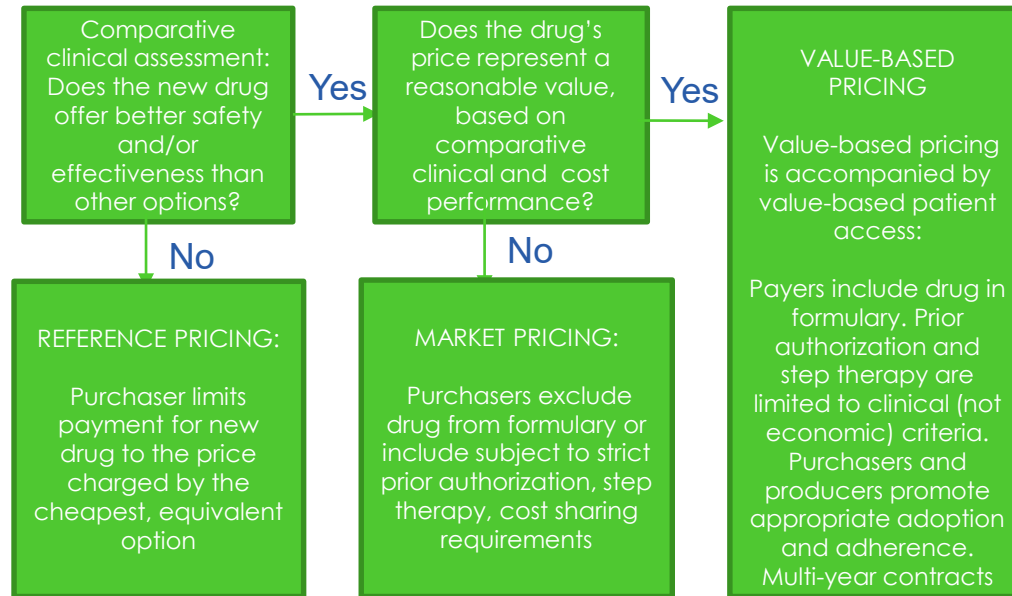 Comparative
clinical assessment:
Does the new drug
offer better safety
and/or
effectiveness than
other options?
Yes
Does the drug’s
price represent a
reasonable value,
based on
comparative
clinical and cost
performance?
Yes
VALUE-BASED
PRICING
Value-based pricing
is accompanied by
value-based patient
access:
Payers include drug in
formulary. Prior
authorization and
step therapy are
limited to clinical (not
economic) criteria.
Purchasers and
producers promote
appropriate adoption
and adherence.
Multi-year contracts
No
No
REFERENCE PRICING:
Purchaser limits
payment for new
drug to the price
charged by the
cheapest, equivalent
option
MARKET PRICING:
Purchasers exclude
drug from formulary or
include subject to strict
prior authorization, step
therapy, cost sharing
requirements